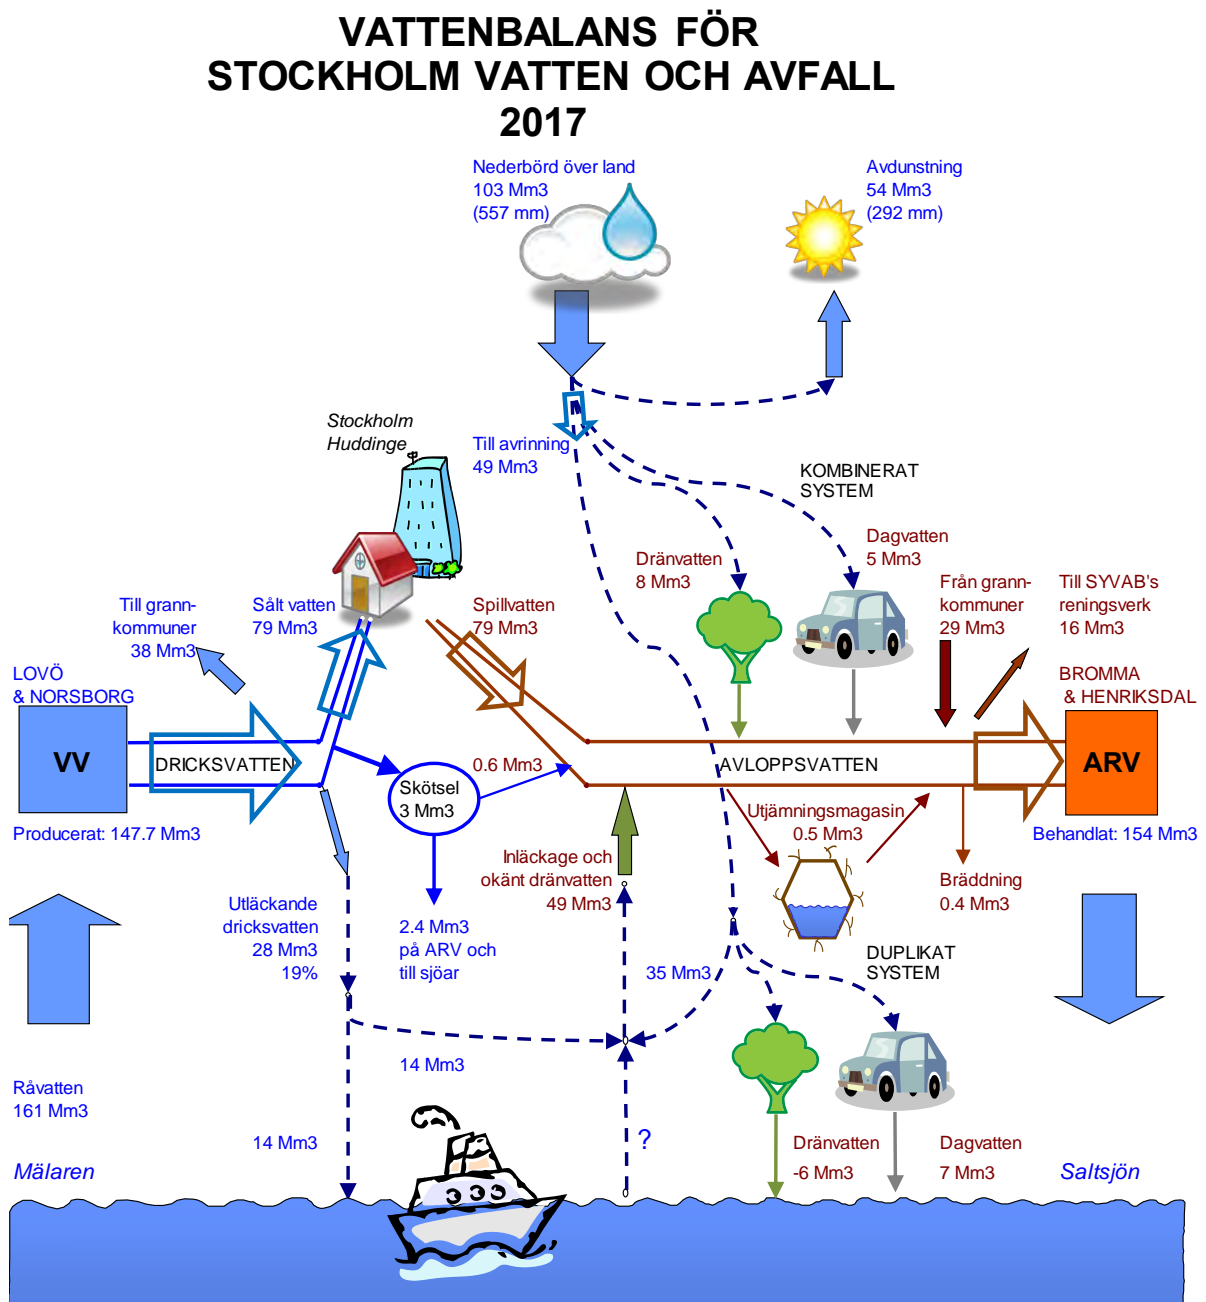 VATTENBALANS FÖR
STOCKHOLM VATTEN OCH AVFALL
2017
Nederbörd över land
103 Mm3
(557 mm)
Avdunstning
54 Mm3
(292 mm)
Stockholm
Huddinge
Till avrinning
49 Mm3
KOMBINERAT
SYSTEM
Dränvatten
8 Mm3
Dagvatten
5 Mm3
Till grann-
kommuner
38 Mm3
Sålt vatten
79 Mm3
Spillvatten
79 Mm3
Från grann-
kommuner
29 Mm3
Till SYVAB's
reningsverk
16 Mm3
LOVÖ
& NORSBORG
BROMMA
& HENRIKSDAL
VV
DRICKSVATTEN
AVLOPPSVATTEN
ARV
Skötsel
3 Mm3
0.6 Mm3
Producerat: 147.7 Mm3
Utjämningsmagasin
0.5 Mm3
Behandlat: 154 Mm3
Inläckage och
okänt dränvatten
49 Mm3
Bräddning
0.4 Mm3
Utläckande
dricksvatten
28 Mm3
19%
2.4 Mm3
på ARV och
till sjöar
35 Mm3
DUPLIKAT
SYSTEM
14 Mm3
Råvatten
161 Mm3
14 Mm3
?
Dränvatten
-6 Mm3
Dagvatten
7 Mm3
Mälaren
Saltsjön